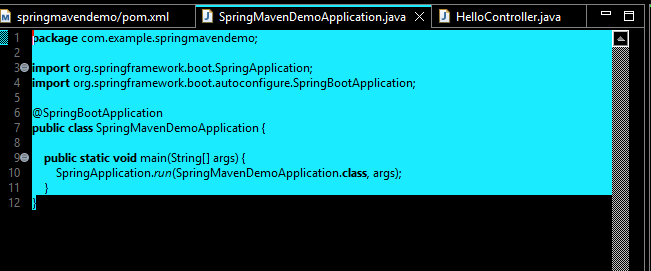 springmavendemo/pom.xml SpringMavenDemoApplication.java HelloController.java
1 package com.example.springmavendemo;
2
3 import org.springframework.boot.SpringApplication;
4 import org.springframework.boot.autoconfigure.SpringBootApplication;
5
6 @SpringBootApplication
7 public class SpringMavenDemoApplication {
8
9 public static void main(String[] args) {
10 SpringApplication.run(SpringMavenDemoApplication.class, args);
11 }
12 }